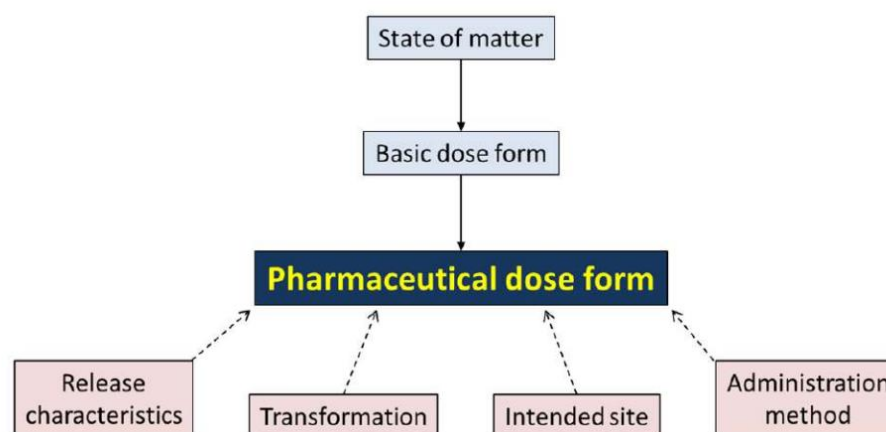 State of matter
Basic dose form
Pharmaceutical dose form
Release
characteristics
Transformation
Intended site
Administration
method